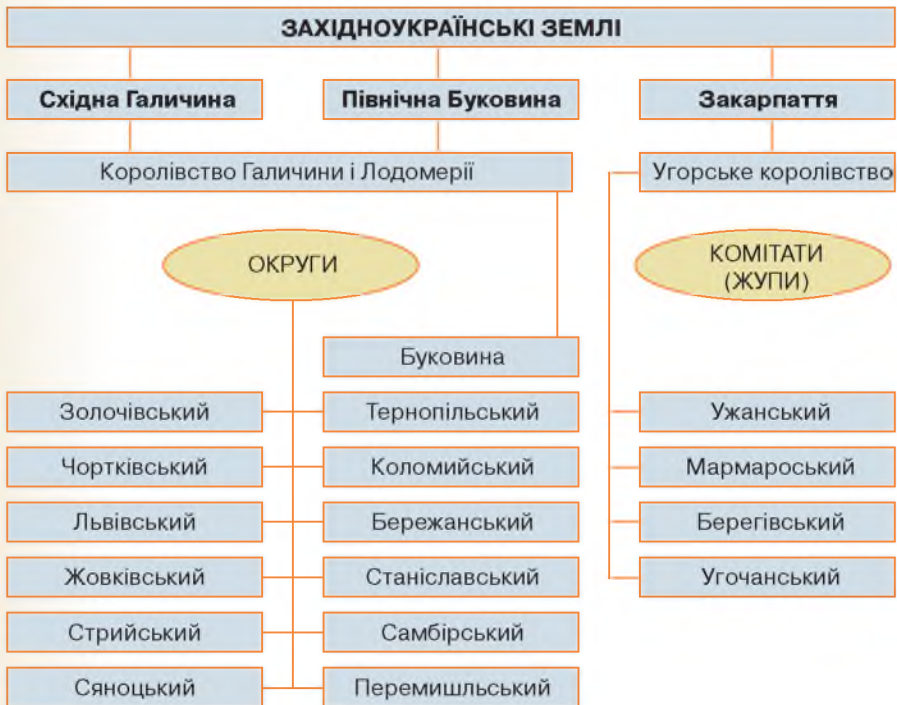 ЗАХІДНОУКРАЇНСЬКІ ЗЕМЛІ
Східна Галичина
Північна Буковина
Закарпаття
Королівство Галичини і Лодомерії
Угорське королівство
ОКРУГИ
КОМІТАТИ
(ЖУПИ)
Буковина
Золочівський
Тернопільський
Ужанський
Чортківський
Коломийський
Мармароський
Львівський
Бережанський
Берегівський
Жовківський
Станіславський
Угочанський
Стрийський
Самбірський
Сяноцький
Перемишльський